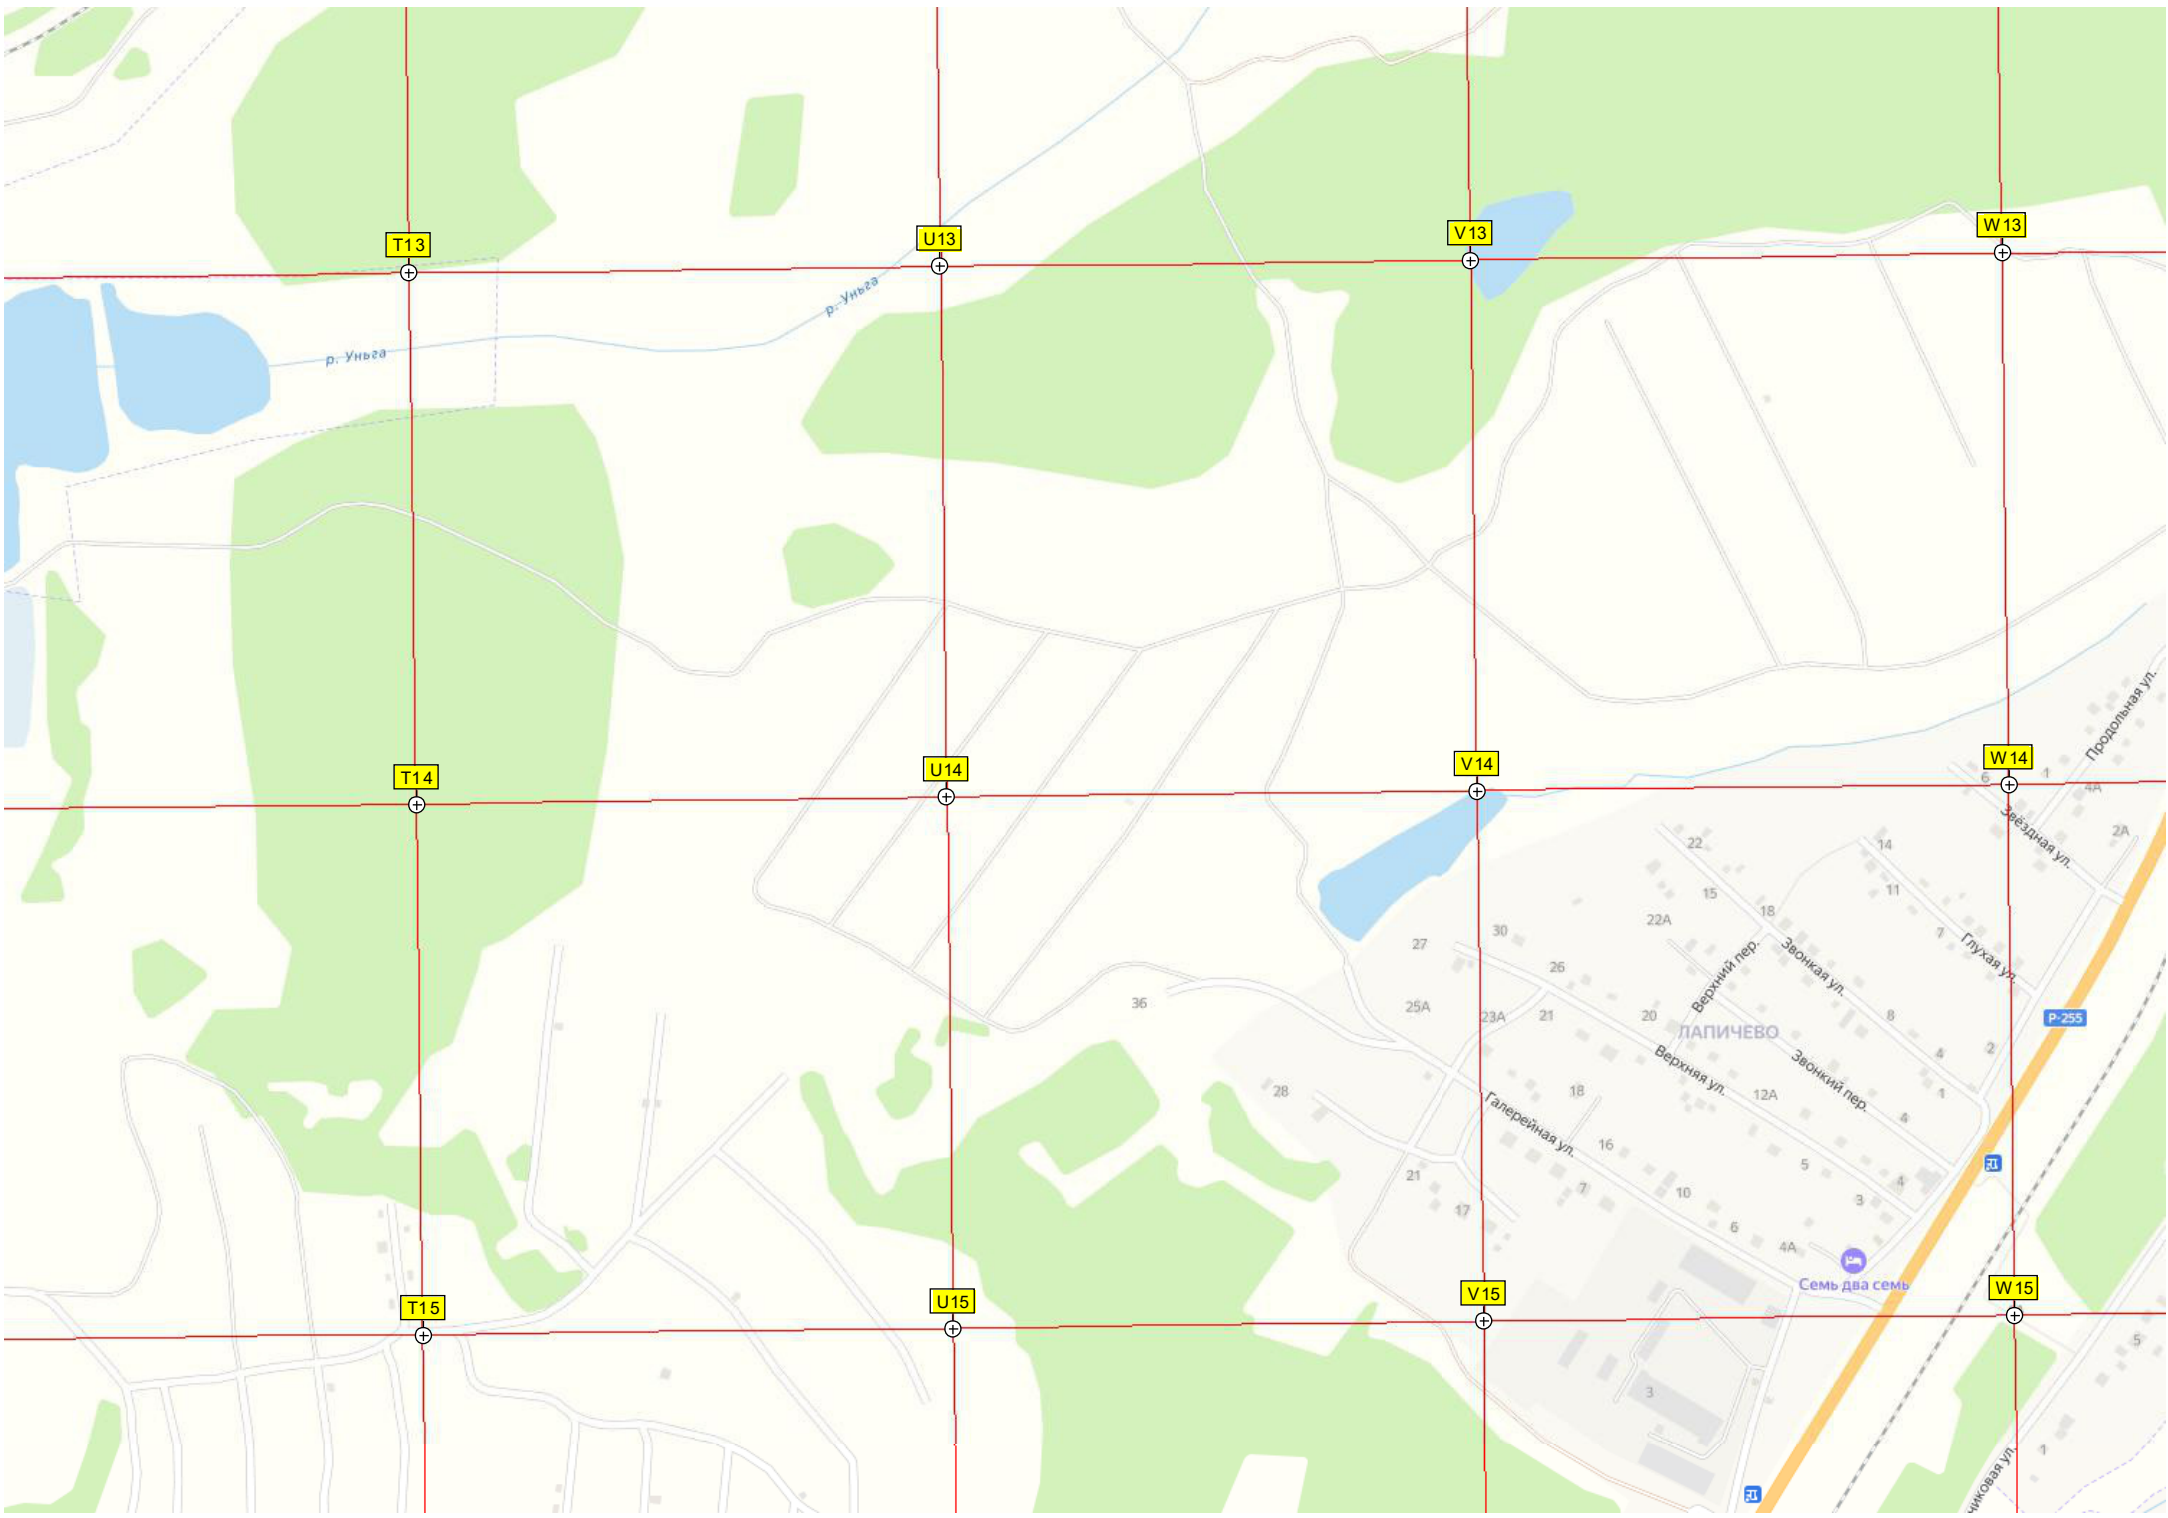 T13
U13
V13
W13
р. Уньга
р. Уньга
T14
U14
V14
W14
Продольная ул.
6
1
4А
Звёздная ул.
2А
22
14
15
11
18
22А
7
Глухая ул.
27
30
26
Верхний пер.
Звонкая ул.
36
25А
23А
21
20
8
Р-255
ЛАПИЧЕВО
4
2
Верхняя ул.
Звонкий пер.
28
18
12А
1
4
Галерейная ул.
16
21
5
4
17
7
10
3
6
4А
Семь два семь
T15
U15
V15
W15
5
3
1